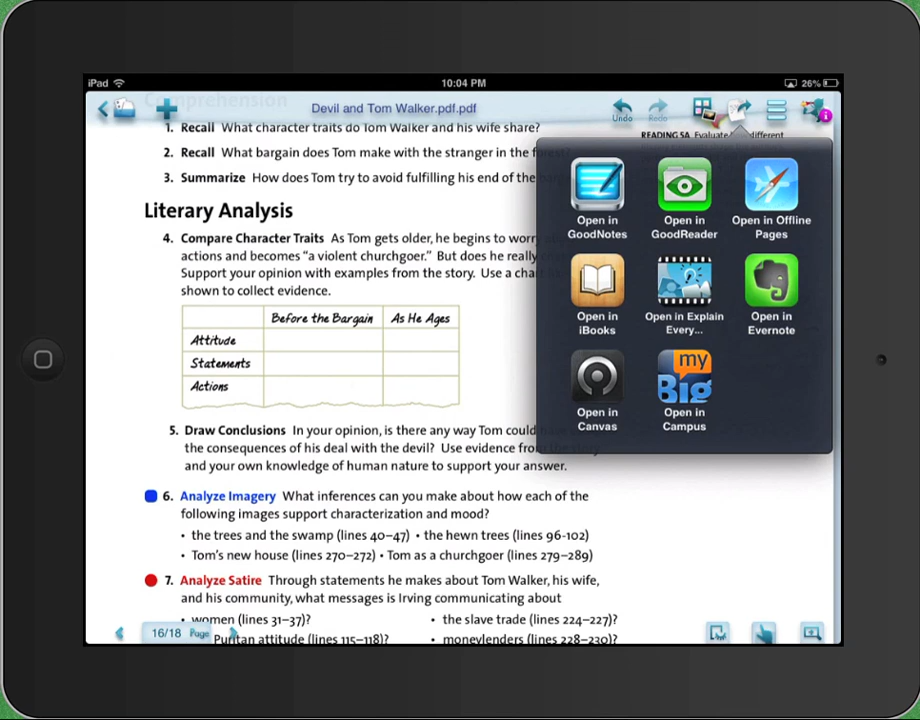 iPad
10:04 PM
26%
Comprehension
Devil and Tom Walker.pdf.pdf
Undo
Redo
i
READING 5A Evaluate different
1. Recall What character traits do Tom Walker and his wife share?
2. Recall What bargain does Tom make with the stranger in the forest?
3. Summarize How does Tom try to avoid fulfilling his end of the
Literary Analysis
4. Compare Character Traits As Tom gets older, he begins to worry
actions and becomes “a violent churchgoer.” But does he really
Support your opinion with examples from the story. Use a chart
shown to collect evidence.
Before the Bargain
As He Ages
Attitude
Statements
Actions
5. Draw Conclusions In your opinion, is there any way Tom could
the consequences of his deal with the devil? Use evidence from
and your own knowledge of human nature to support your answer.
6. Analyze Imagery What inferences can you make about how each of the
following images support characterization and mood?
• the trees and the swamp (lines 40–47) • the hewn trees (lines 96-102)
• Tom’s new house (lines 270–272) • Tom as a churchgoer (lines 279–289)
7. Analyze Satire Through statements he makes about Tom Walker, his wife,
and his community, what messages is Irving communicating about
• women (lines 31–37)?
• the slave trade (lines 224–227)?
Puritan attitude (lines 115–118)?
• moneylenders (lines 228–230)?
16/18 Page
Open in
GoodNotes
Open in
GoodReader
Open in Offline
Pages
Open in
iBooks
Open in Explain
Every...
Open in
Evernote
Open in
Canvas
my
Big
Open in
Campus